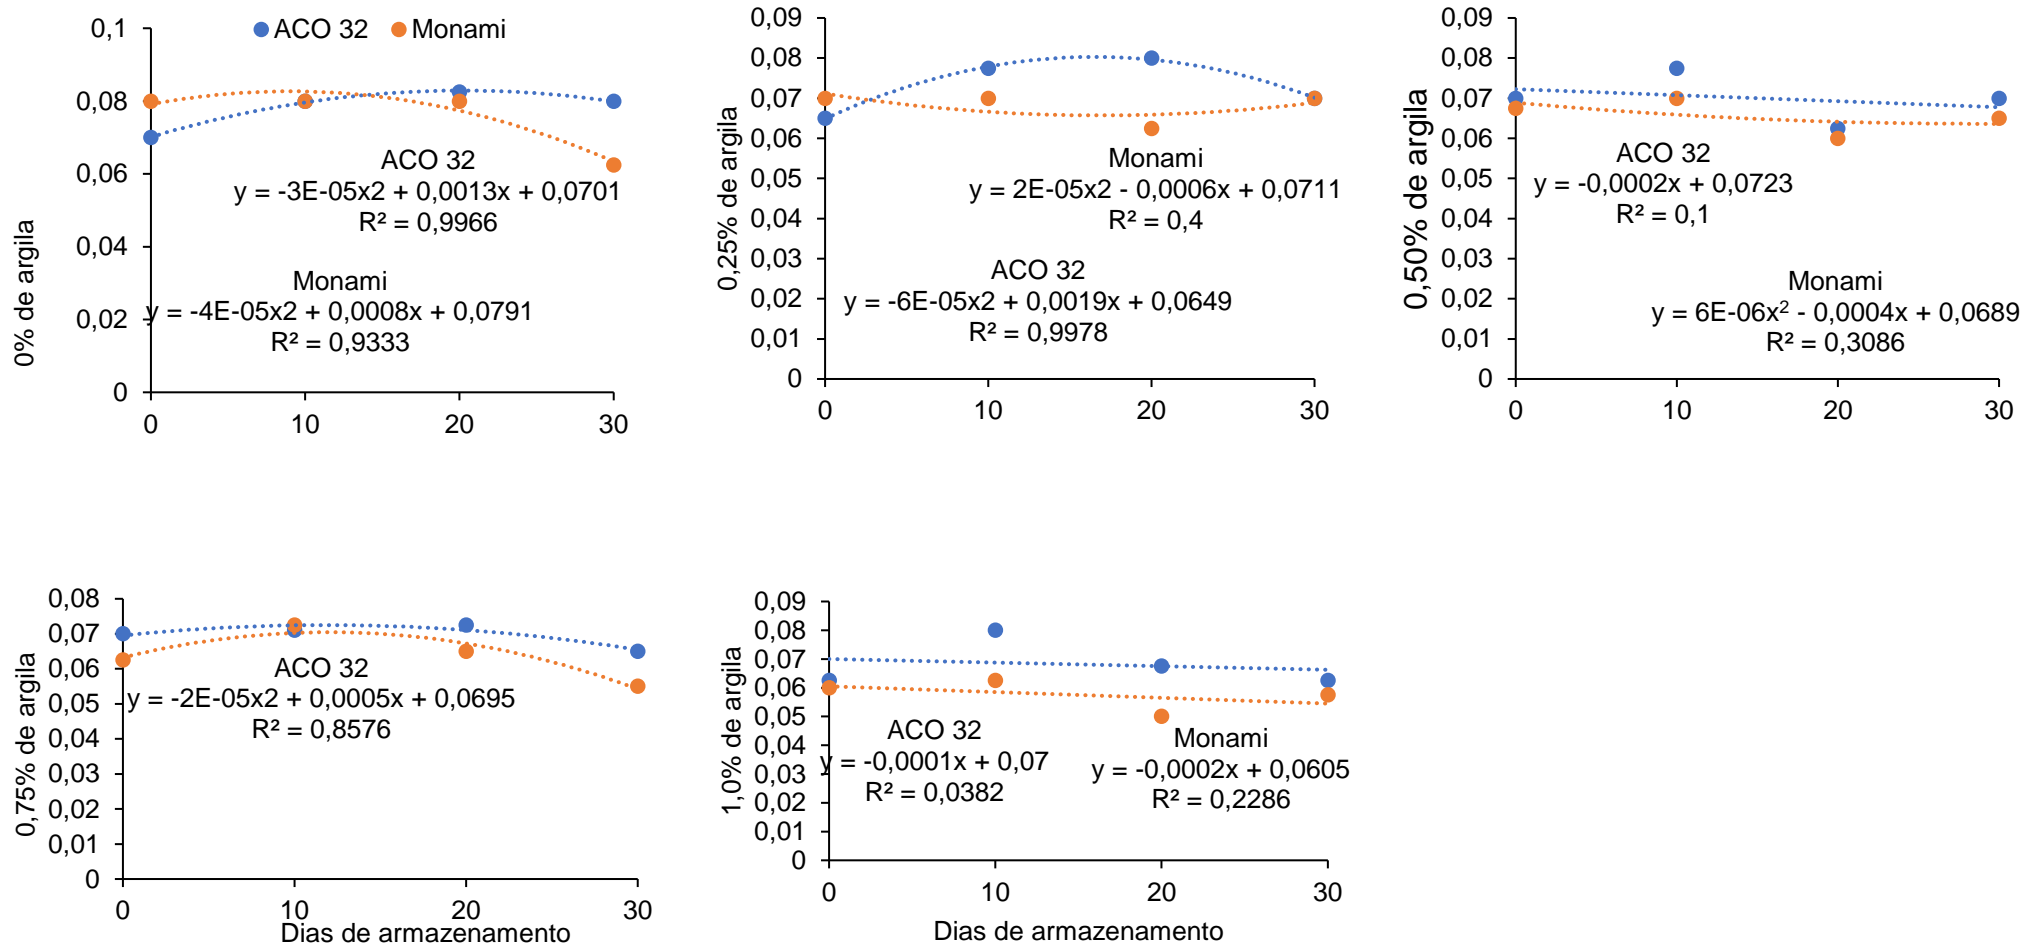 ACO 32 Monami
0% de argila
0,1
0,08
0,06
0,04
0,02
0
0 10 20 30
ACO 32
y = -3E-05x2 + 0,0013x + 0,0701
R² = 0,9966
Monami
y = -4E-05x2 + 0,0008x + 0,0791
R² = 0,9333
0,25% de argila
0,09
0,08
0,07
0,06
0,05
0,04
0,03
0,02
0,01
0
0 10 20 30
Monami
y = 2E-05x2 - 0,0006x + 0,0711
R² = 0,4
ACO 32
y = -6E-05x2 + 0,0019x + 0,0649
R² = 0,9978
0,50% de argila
0,09
0,08
0,07
0,06
0,05
0,04
0,03
0,02
0,01
0
0 10 20 30
ACO 32
y = -0,0002x + 0,0723
R² = 0,1
Monami
y = 6E-06x² - 0,0004x + 0,0689
R² = 0,3086
0,75% de argila
0,08
0,07
0,06
0,05
0,04
0,03
0,02
0,01
0
0 10 20 30
ACO 32
y = -2E-05x2 + 0,0005x + 0,0695
R² = 0,8576
Dias de armazenamento
1,0% de argila
0,09
0,08
0,07
0,06
0,05
0,04
0,03
0,02
0,01
0
0 10 20 30
ACO 32
y = -0,0001x + 0,07
R² = 0,0382
Monami
y = -0,0002x + 0,0605
R² = 0,2286
Dias de armazenamento